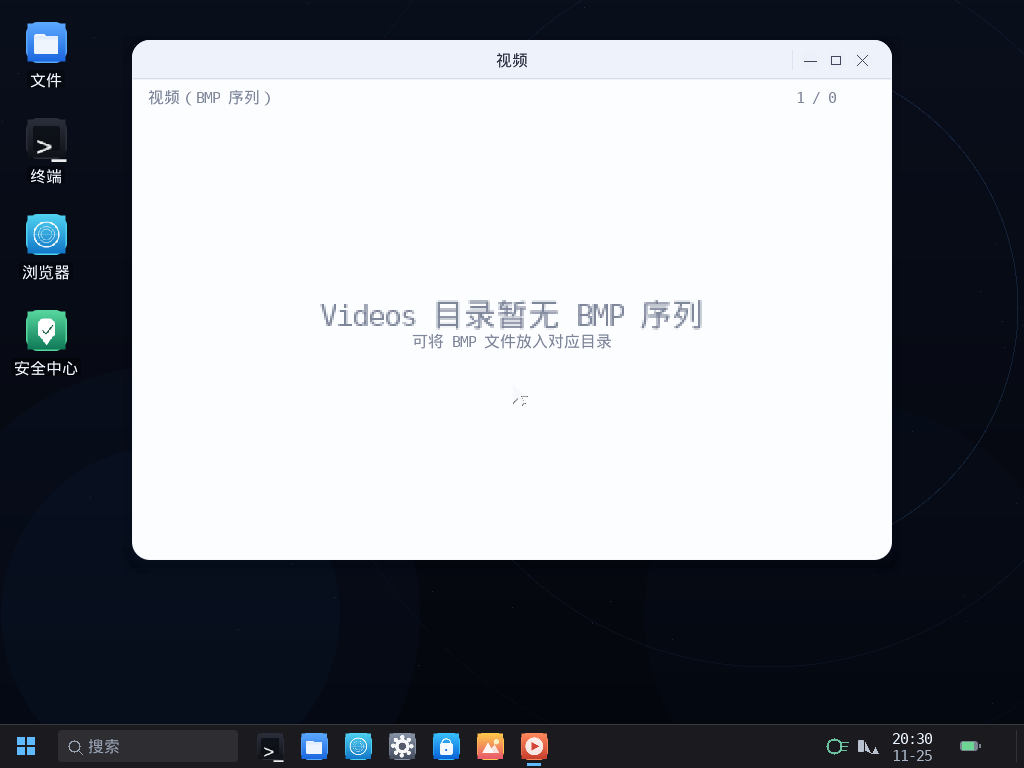 文件
终端
浏览器
安全中心
视频
视频 ( BMP 序列 )
1 / 0
Videos 目录暂无 BMP 序列
可将 BMP 文件放入对应目录
搜索
20:30
11-25